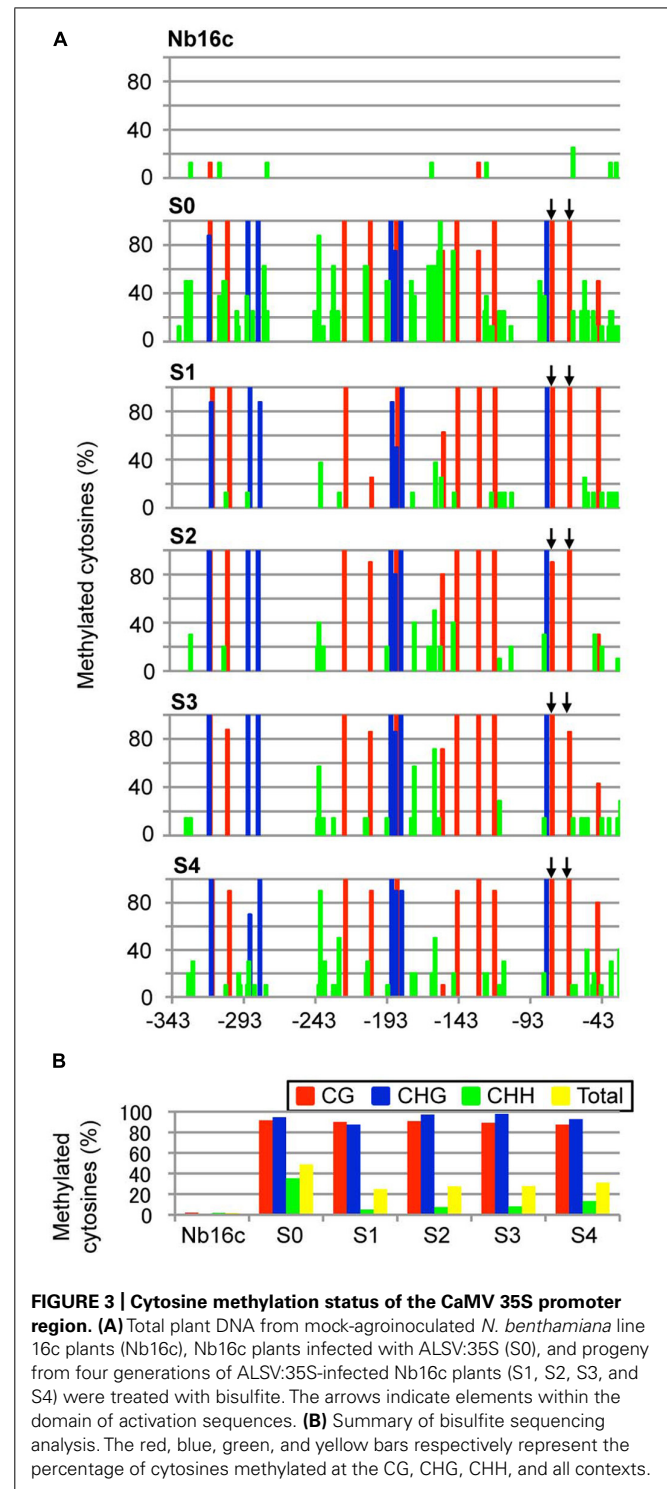 A
Nb16c
80
40
0
S0
80
40
0
S1
80
40
0
S2
80
40
0
S3
80
40
0
S4
80
40
0
Methylated cytosines (%)
-343 -293 -243 -193 -143 -93 -43
B
CG CHG CHH Total
100
80
60
40
20
0
Methylated
cytosines (%)
Nb16c S0 S1 S2 S3 S4
FIGURE 3 | Cytosine methylation status of the CaMV 35S promoter
region. (A) Total plant DNA from mock-agroinoculated N. benthamiana line
16c plants (Nb16c), Nb16c plants infected with ALSV:35S (S0), and progeny
from four generations of ALSV:35S-infected Nb16c plants (S1, S2, S3, and
S4) were treated with bisulfite. The arrows indicate elements within the
domain of activation sequences. (B) Summary of bisulfite sequencing
analysis. The red, blue, green, and yellow bars respectively represent the
percentage of cytosines methylated at the CG, CHG, CHH, and all contexts.